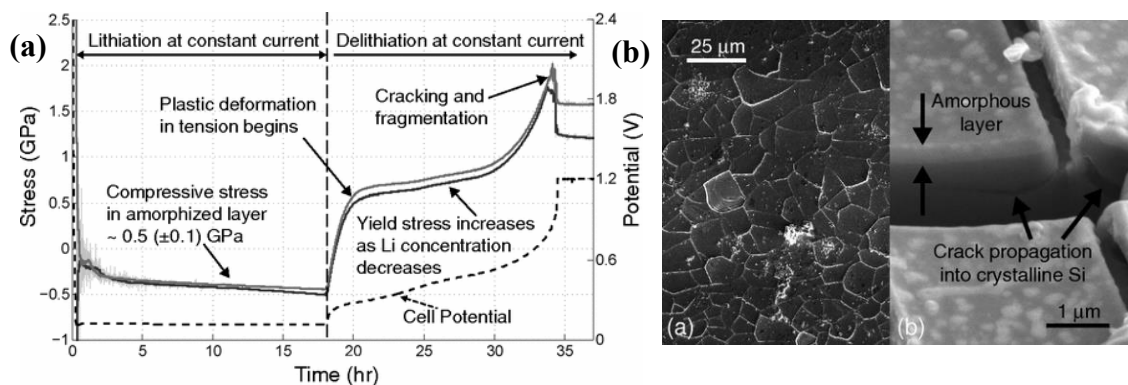 (a)
Lithiation at constant current
Delithiation at constant current
Plastic deformation
in tension begins
Cracking and
fragmentation
Compressive stress
in amorphized layer
~ 0.5 (±0.1) GPa
Yield stress increases
as Li concentration
decreases
Cell Potential
Stress (GPa)
2.5
2
1.5
1
0.5
0
−0.5
−1
Potential (V)
2.4
1.8
1.2
0.6
0
0
5
10
15
20
25
30
35
Time (hr)
(b)
25 µm
(a)
Amorphous
layer
Crack propagation
into crystalline Si
1 µm
(b)